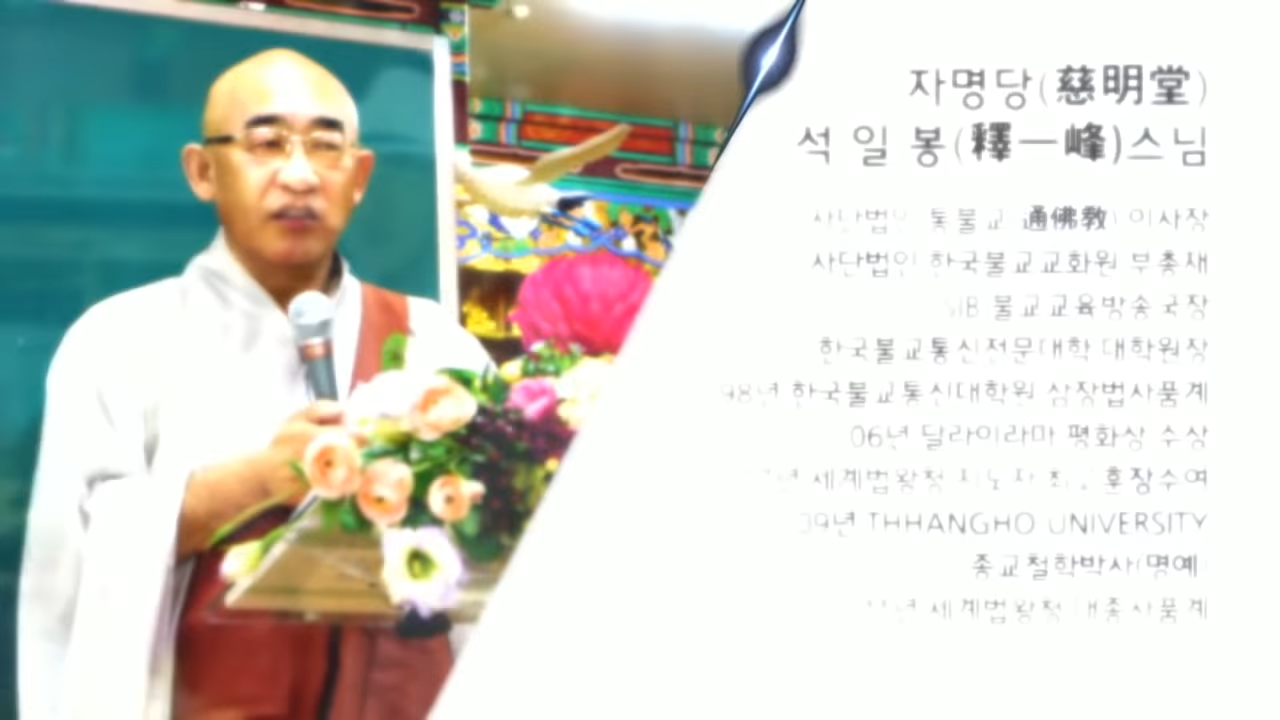 자명당(慈明堂)
석 일 봉(釋一峰)스님
사단법인 통불교 通佛教) 이사장
사단법인 한국불교교화원 부총재
불교교육방송국장
한국불교통신전문대학 대학원장
98년 한국불교통신대학원 삼장법사품계
06년 달라이라마 평화상 수상
세계법왕청 훈장수여
09년 THHANGHO UNIVERSITY
종교철학박사(명예
세계법왕청 대종사품계